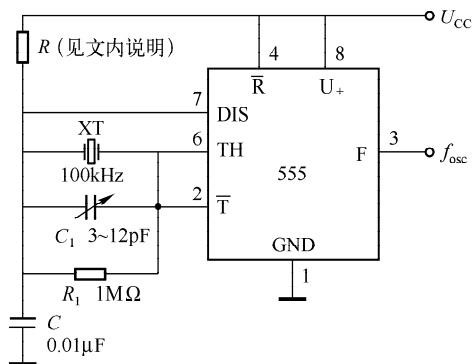 U_CC
R（见文内说明）
4
8
R̅
U+
7
DIS
XT
6
TH
F
3
f_osc
100kHz
555
2
T̅
C₁ 3~12pF
GND
R₁ 1MΩ
1
C
0.01μF